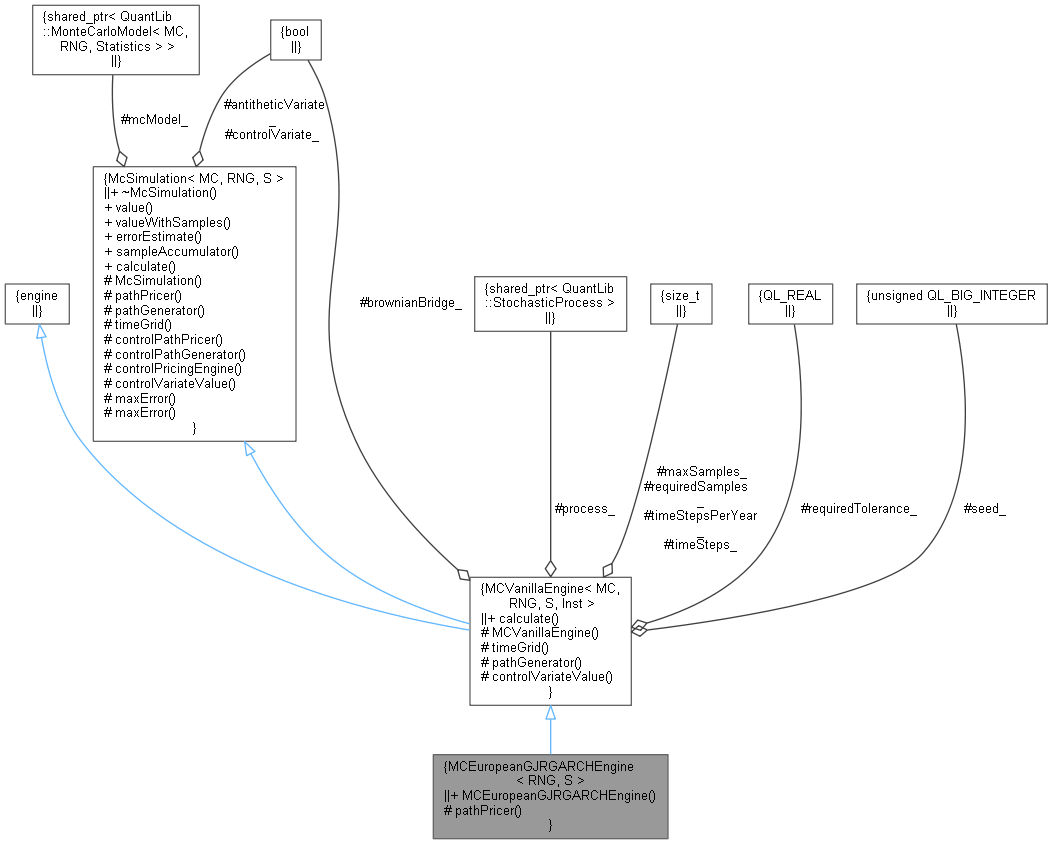 {shared_ptr< QuantLib
::MonteCarloModel< MC,
RNG, Statistics > >
||}
{bool
||}
#mcModel_
#antitheticVariate
_
#controlVariate_
{McSimulation< MC, RNG, S >
||+ ~McSimulation()
+ value()
+ valueWithSamples()
+ errorEstimate()
+ sampleAccumulator()
+ calculate()
# McSimulation()
# pathPricer()
# pathGenerator()
# timeGrid()
# controlPathPricer()
# controlPathGenerator()
# controlPricingEngine()
# controlVariateValue()
# maxError()
# maxError()
}
{engine
||}
#brownianBridge_
{shared_ptr< QuantLib
::StochasticProcess >
||}
{size_t
||}
{QL_REAL
||}
{unsigned QL_BIG_INTEGER
||}
#process_
#maxSamples_
#requiredSamples
_
#timeStepsPerYear
_
#timeSteps_
#requiredTolerance_
#seed_
{MCVanillaEngine< MC,
RNG, S, Inst >
||+ calculate()
# MCVanillaEngine()
# timeGrid()
# pathGenerator()
# controlVariateValue()
}
{MCEuropeanGJRGARCHEngine
< RNG, S >
||+ MCEuropeanGJRGARCHEngine()
# pathPricer()
}